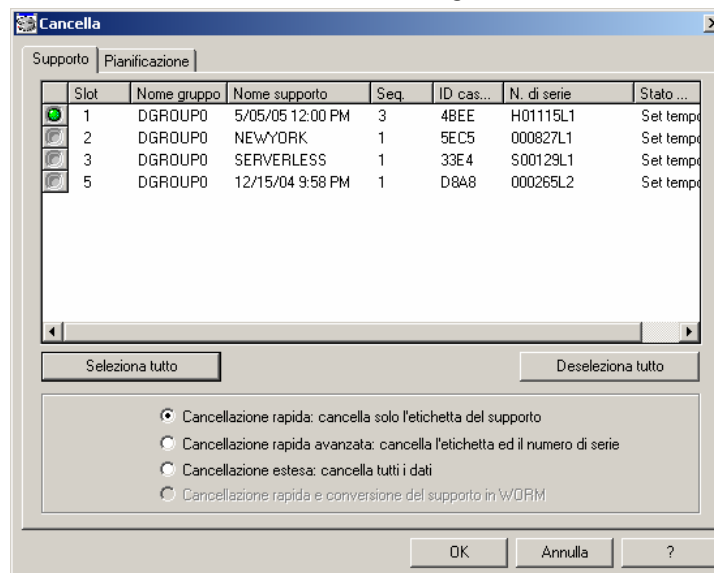 Cancella
Supporto Pianificazione
Slot Nome gruppo Nome supporto Seq. ID cas... N. di serie Stato ...
1 DGROUP0 5/05/05 12:00 PM 3 4BEE H01115L1 Set tempo
2 DGROUP0 NEWYORK 1 5EC5 000827L1 Set tempo
3 DGROUP0 SERVERLESS 1 33E4 S00129L1 Set tempo
5 DGROUP0 12/15/04 9:58 PM 1 D8A8 000265L2 Set tempo
Seleziona tutto Deseleziona tutto
Cancellazione rapida: cancella solo l'etichetta del supporto
Cancellazione rapida avanzata: cancella l'etichetta ed il numero di serie
Cancellazione estesa: cancella tutti i dati
Cancellazione rapida e conversione del supporto in WORM
OK Annulla ?